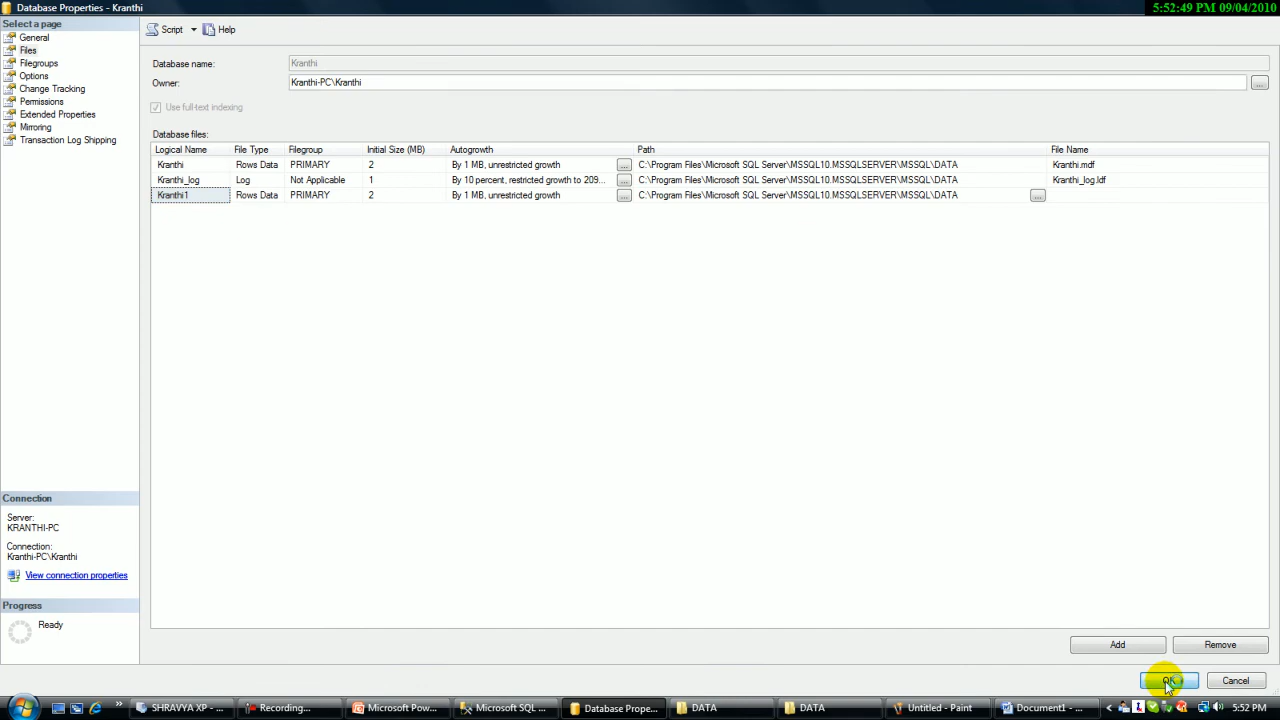 Database Properties - Kranthi
5:52:49 PM 09/04/2010
Select a page
General
Files
Filegroups
Options
Change Tracking
Permissions
Extended Properties
Mirroring
Transaction Log Shipping
Script Help
Database name: Kranthi
Owner: Kranthi-PC\Kranthi ...
Use full-text indexing
Database files:
Logical Name File Type Filegroup Initial Size (MB) Autogrowth Path File Name
Kranthi Rows Data PRIMARY 2 By 1 MB, unrestricted growth ... C:\Program Files\Microsoft SQL Server\MSSQL10.MSSQLSERVER\MSSQL\DATA Kranthi.mdf
Kranthi_log Log Not Applicable 1 By 10 percent, restricted growth to 209... ... C:\Program Files\Microsoft SQL Server\MSSQL10.MSSQLSERVER\MSSQL\DATA Kranthi_log.ldf
Kranthi1 Rows Data PRIMARY 2 By 1 MB, unrestricted growth ... C:\Program Files\Microsoft SQL Server\MSSQL10.MSSQLSERVER\MSSQL\DATA ...
Connection
Server:
KRANTHI-PC
Connection:
Kranthi-PC\Kranthi
View connection properties
Progress
Ready
Add Remove
OK Cancel
SHRAVYA XP - ... Recording... Microsoft Pow... Microsoft SQL ... Database Prope... DATA DATA Untitled - Paint Document1 - ... 5:52 PM